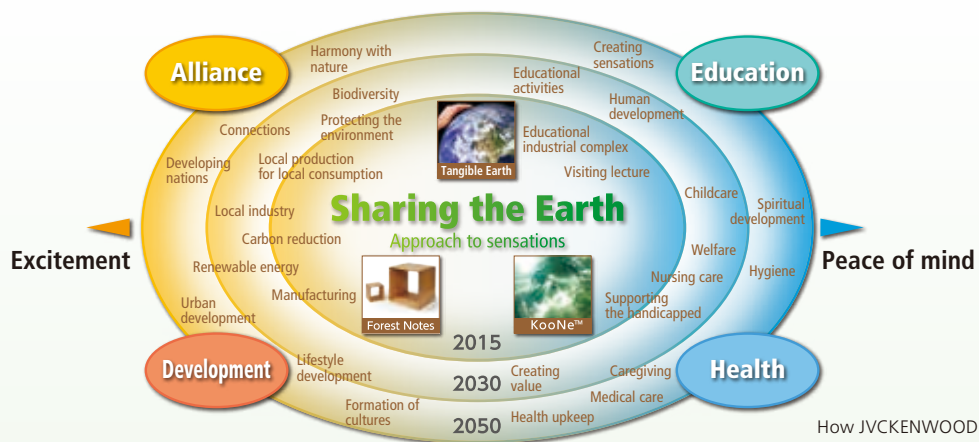 Alliance
Education
Harmony with
nature
Creating
sensations
Educational
activities
Biodiversity
Human
development
Protecting the
environment
Connections
Educational
industrial complex
Tangible Earth
Developing
nations
Local production
for local consumption
Visiting lecture
Childcare
Spiritual
development
Local industry
Sharing the Earth
Approach to sensations
Carbon reduction
Welfare
Excitement
Peace of mind
Renewable energy
Hygiene
Nursing care
Manufacturing
Supporting
the handicapped
Urban
development
Forest Notes
KooNe™
2015
Development
Health
Lifestyle
development
2030
Creating
value
Caregiving
Medical care
Formation of
cultures
2050
Health upkeep
How JVCKENWOOD